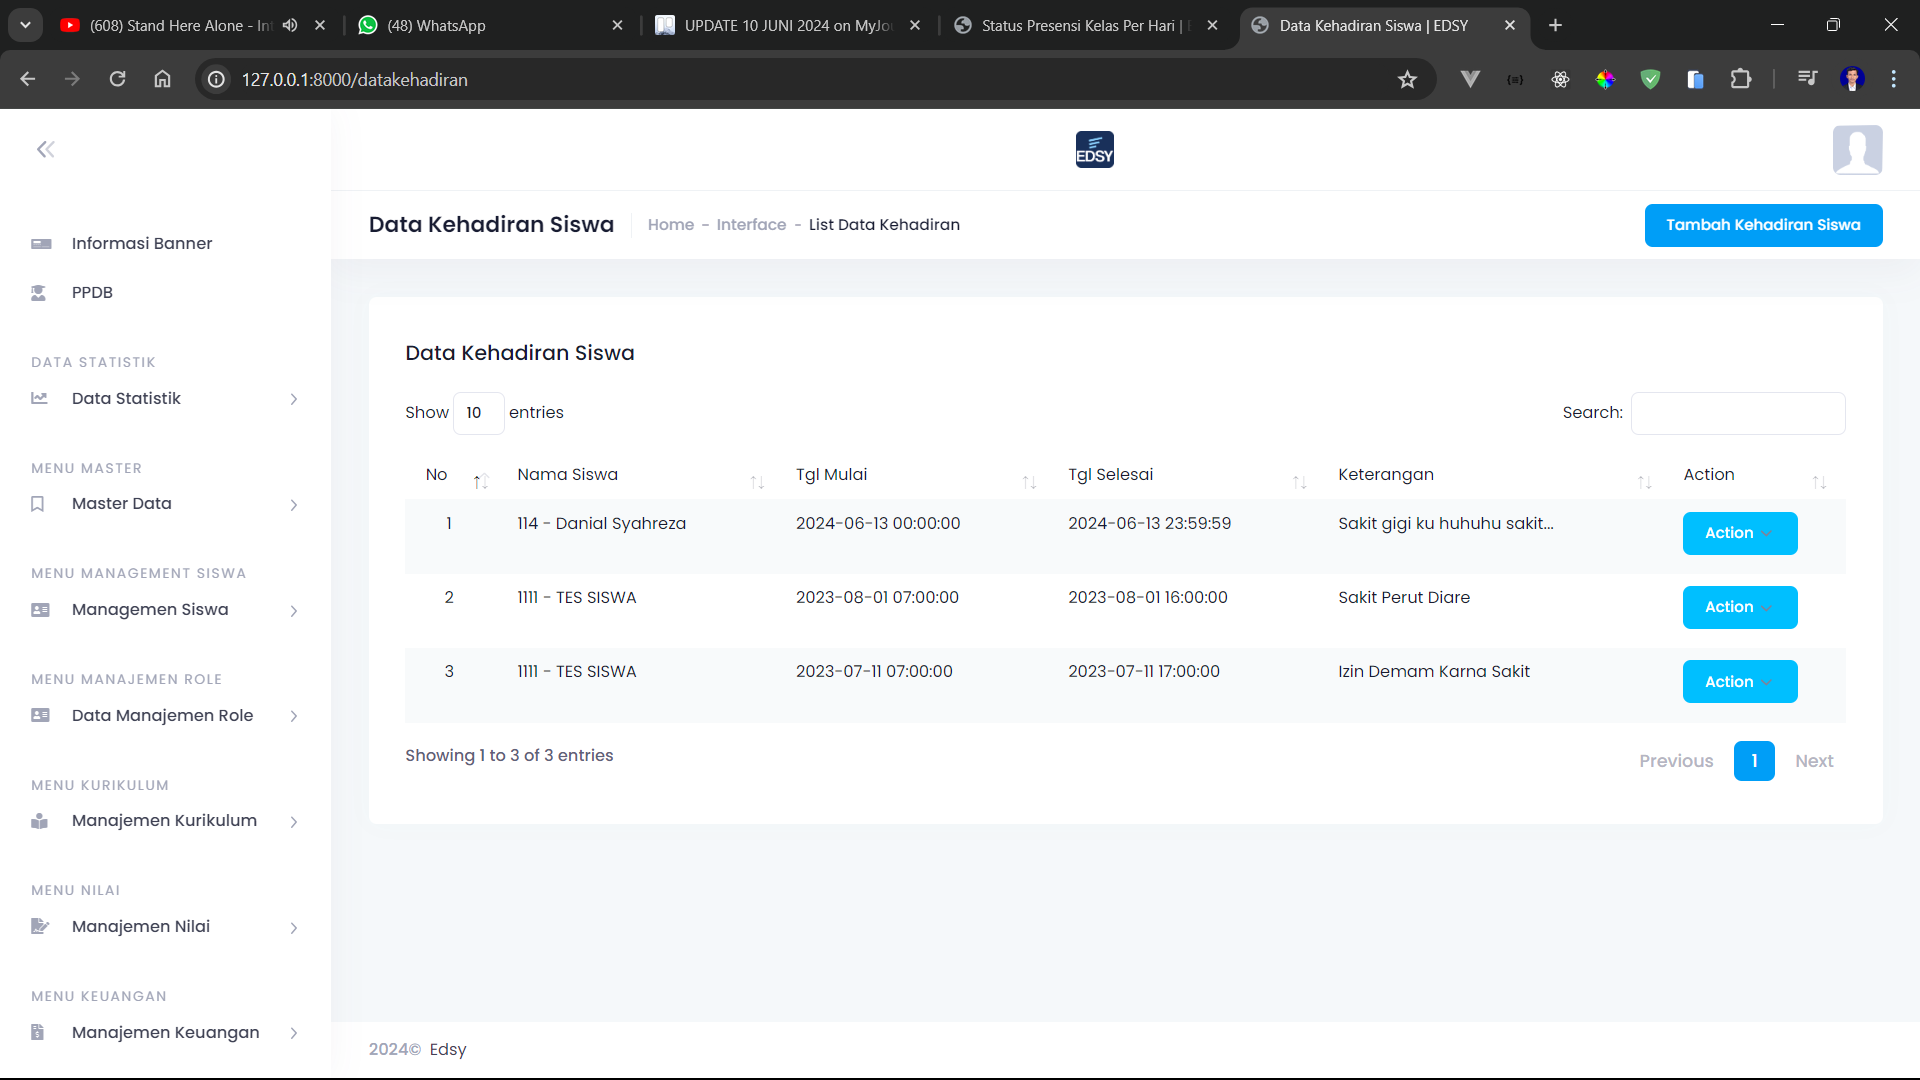 (608) Stand Here Alone - Int
(48) WhatsApp
UPDATE 10 JUNI 2024 on MyJo
Status Presensi Kelas Per Hari |
Data Kehadiran Siswa | EDSY
127.0.0.1:8000/datakehadiran
EDSY
Informasi Banner
PPDB
DATA STATISTIK
Data Statistik
MENU MASTER
Master Data
MENU MANAGEMENT SISWA
Managemen Siswa
MENU MANAJEMEN ROLE
Data Manajemen Role
MENU KURIKULUM
Manajemen Kurikulum
MENU NILAI
Manajemen Nilai
MENU KEUANGAN
Manajemen Keuangan
Data Kehadiran Siswa
Home - Interface - List Data Kehadiran
Tambah Kehadiran Siswa
Data Kehadiran Siswa
Show 10 entries
Search:
No Nama Siswa Tgl Mulai Tgl Selesai Keterangan Action
1 114 - Danial Syahreza 2024-06-13 00:00:00 2024-06-13 23:59:59 Sakit gigi ku huhuhu sakit... Action
2 1111 - TES SISWA 2023-08-01 07:00:00 2023-08-01 16:00:00 Sakit Perut Diare Action
3 1111 - TES SISWA 2023-07-11 07:00:00 2023-07-11 17:00:00 Izin Demam Karna Sakit Action
Showing 1 to 3 of 3 entries
Previous 1 Next
2024© Edsy